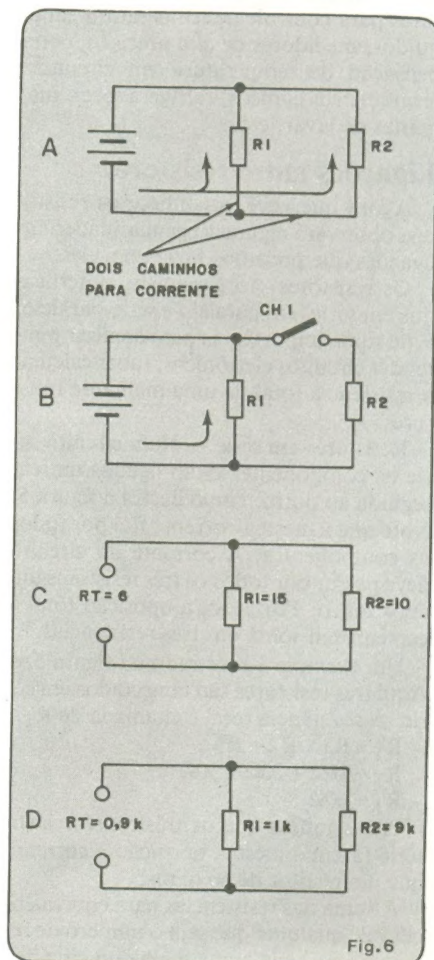 A
R1
R2
DOIS CAMINHOS
PARA CORRENTE
CH 1
B
R1
R2
C
RT = 6
R1=15
R2=10
D
RT=0,9k
R1=1k
R2=9k
Fig.6